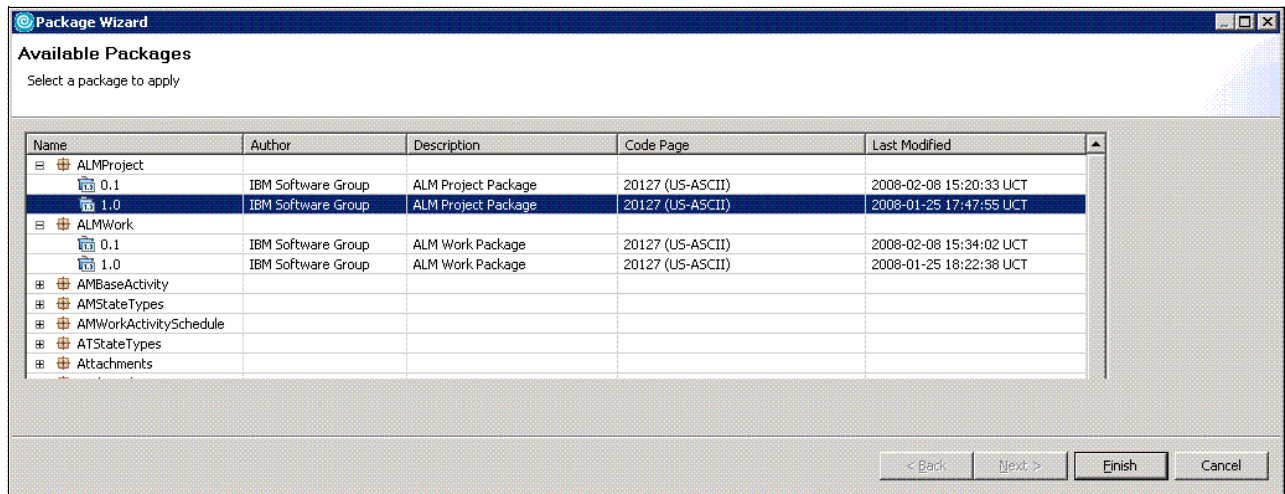 Package Wizard
Available Packages
Select a package to apply
Name Author Description Code Page Last Modified
ALMProject
0.1 IBM Software Group ALM Project Package 20127 (US-ASCII) 2008-02-08 15:20:33 UCT
1.0 IBM Software Group ALM Project Package 20127 (US-ASCII) 2008-01-25 17:47:55 UCT
ALMWork
0.1 IBM Software Group ALM Work Package 20127 (US-ASCII) 2008-02-08 15:34:02 UCT
1.0 IBM Software Group ALM Work Package 20127 (US-ASCII) 2008-01-25 18:22:38 UCT
AMBaseActivity
AMStateTypes
AMWorkActivitySchedule
ATStateTypes
Attachments
< Back Next > Finish Cancel